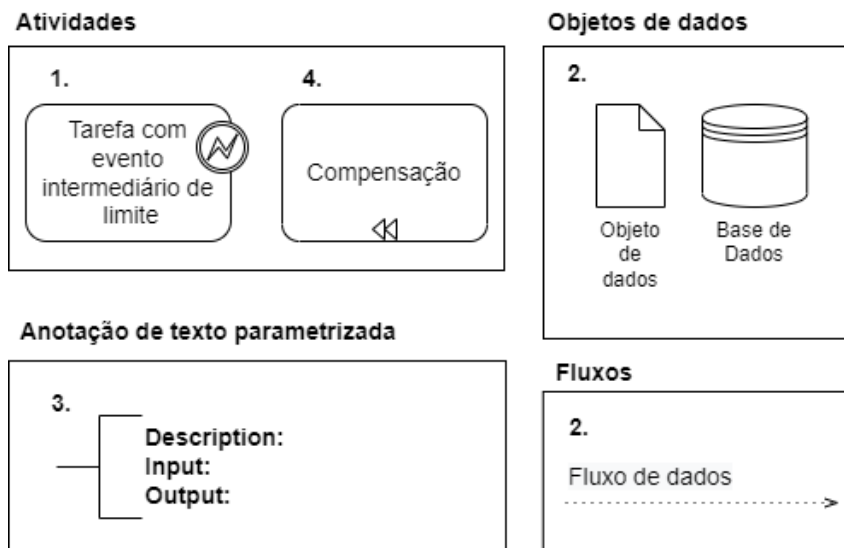 Atividades
1.
Tarefa com
evento
intermediário de
limite
4.
Compensação
Objetos de dados
2.
Objeto
de
dados
Base de
Dados
Anotação de texto parametrizada
3.
Description:
Input:
Output:
Fluxos
2.
Fluxo de dados